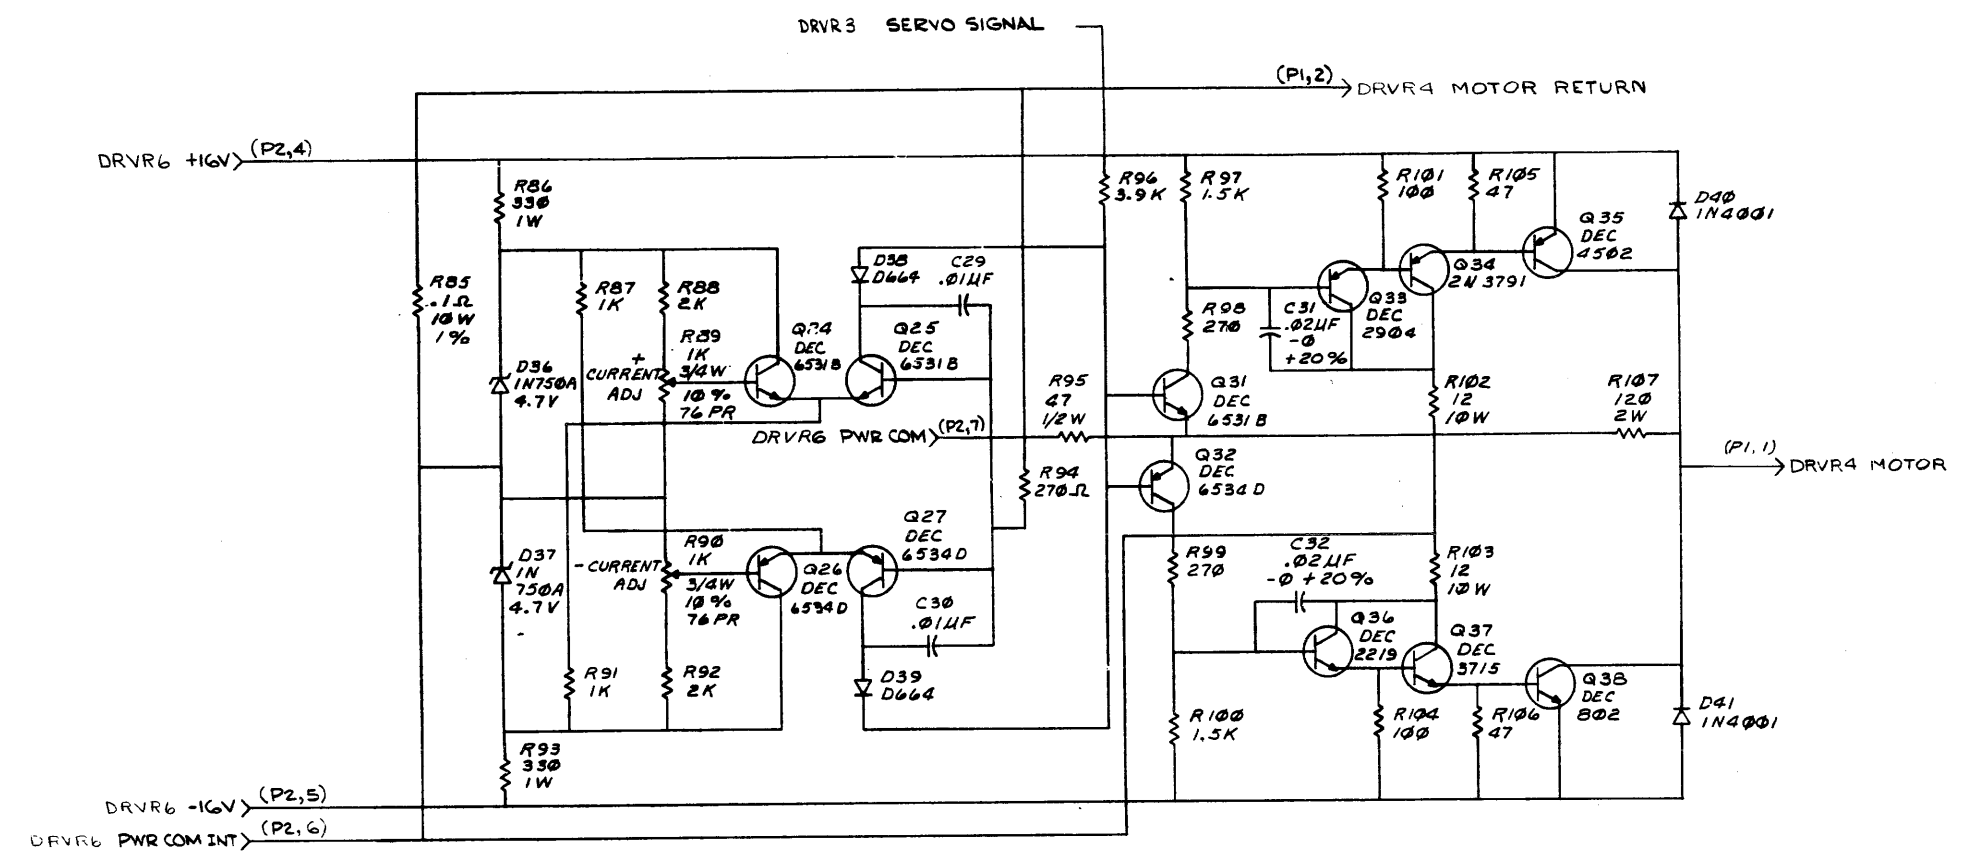 DRVR3 SERVO SIGNAL
(P1,2)
DRVR4 MOTOR RETURN
DRVR6 +16V
(P2,4)
R86
33Ø
1W
R96
3.9K
R97
1.5K
R1Ø1
1ØØ
R1Ø5
47
D4Ø
1N4ØØ1
Q35
DEC
45Ø2
R85
.1Ω
1ØW
1%
R87
1K
R88
2K
D38
D664
C29
.Ø1µF
R98
27Ø
C31
.Ø2µF
-Ø
+20%
Q33
DEC
29Ø4
Q34
2N3791
D36
1N75ØA
4.7V
+
CURRENT
ADJ
R89
1K
3/4W
1Ø%
76PR
Q24
DEC
6531B
Q25
DEC
6531B
R95
47
1/2W
Q31
DEC
6531B
R1Ø2
12
1ØW
R1Ø7
12Ø
2W
DRVR6 PWR COM
(P2,7)
(P1,1)
DRVR4 MOTOR
R94
27ØΩ
Q32
DEC
6534D
D37
1N
75ØA
4.7V
-CURRENT
ADJ
R9Ø
1K
3/4W
1Ø%
76PR
Q26
DEC
6534D
Q27
DEC
6534D
R99
27Ø
C32
.Ø2µF
-Ø +20%
R1Ø3
12
1ØW
C3Ø
.Ø1µF
Q36
DEC
2219
Q37
DEC
3715
R91
1K
R92
2K
D39
D664
R1ØØ
1.5K
R1Ø4
1ØØ
R1Ø6
47
Q38
DEC
8Ø2
D41
1N4ØØ1
R93
33Ø
1W
DRVR6 -16V
(P2,5)
DRVR6 PWR COM INT
(P2,6)